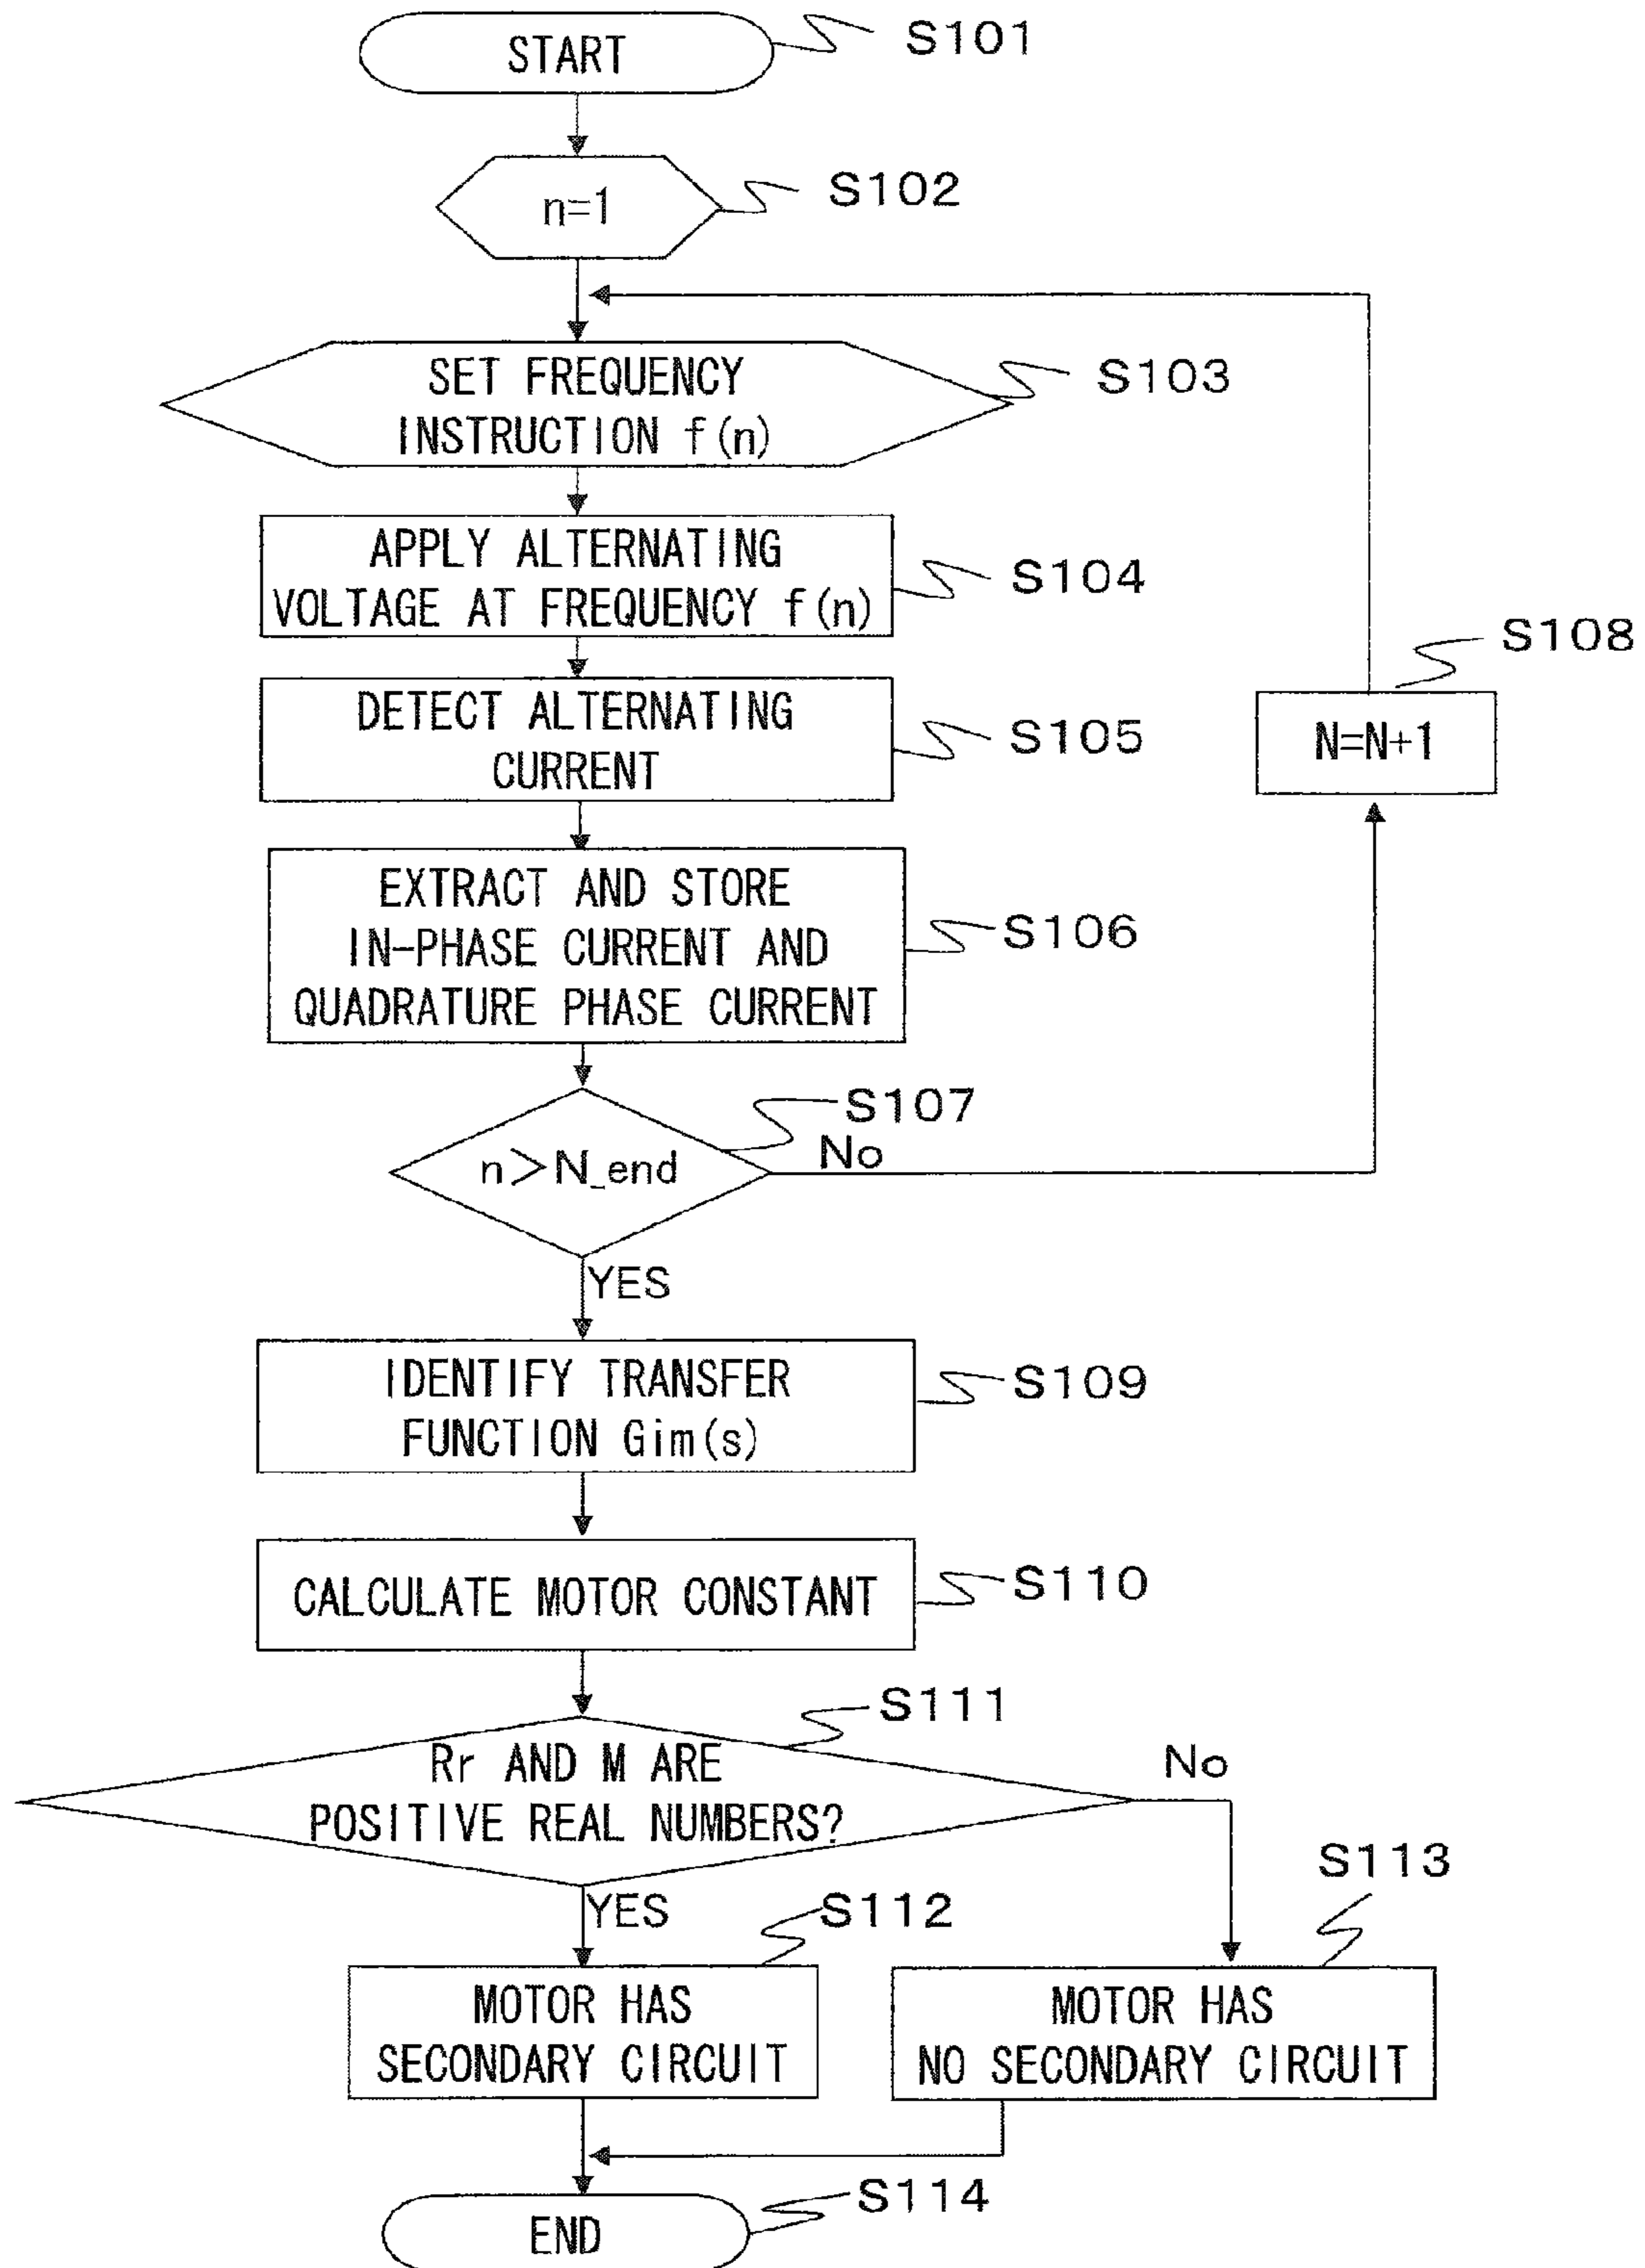 START
S101
n=1
S102
SET FREQUENCY
INSTRUCTION f(n)
S103
APPLY ALTERNATING
VOLTAGE AT FREQUENCY f(n)
S104
DETECT ALTERNATING
CURRENT
S105
N=N+1
S108
EXTRACT AND STORE
IN-PHASE CURRENT AND
QUADRATURE PHASE CURRENT
S106
n>N_end
S107
No
YES
IDENTIFY TRANSFER
FUNCTION Gim(s)
S109
CALCULATE MOTOR CONSTANT
S110
Rr AND M ARE
POSITIVE REAL NUMBERS?
S111
No
YES
MOTOR HAS
SECONDARY CIRCUIT
S112
MOTOR HAS
NO SECONDARY CIRCUIT
S113
END
S114